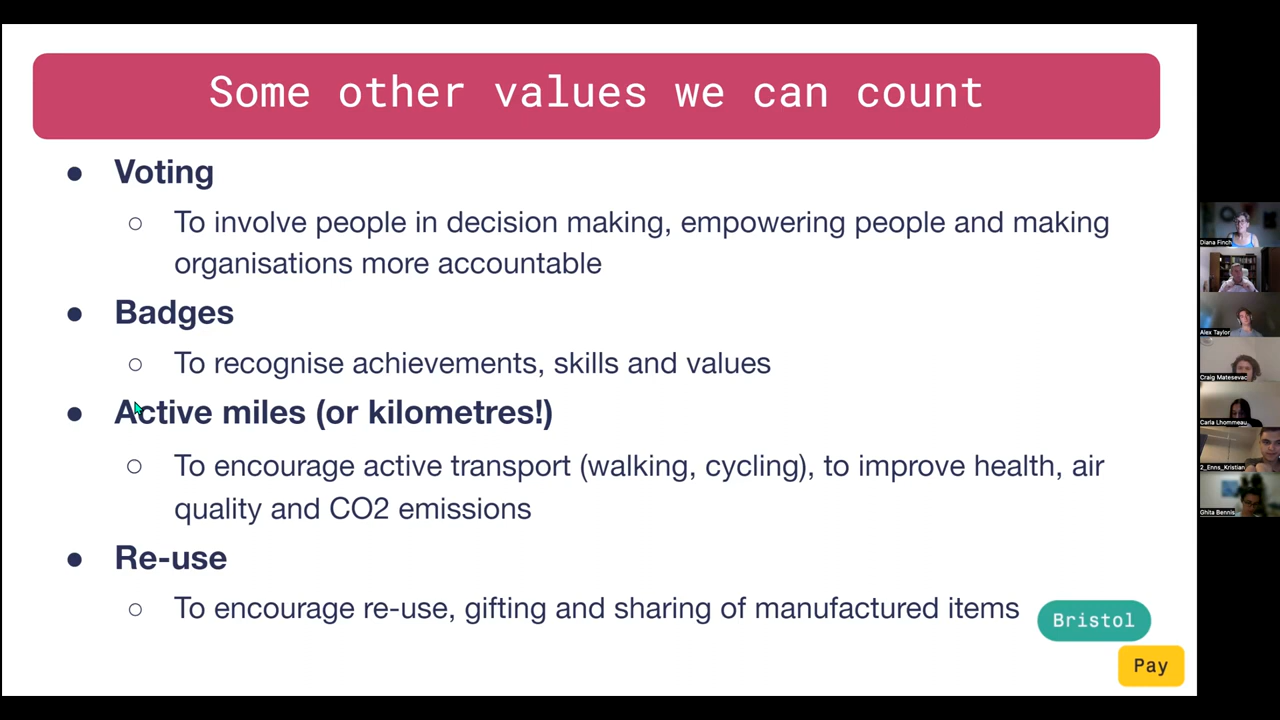 Some other values we can count
● Voting
○ To involve people in decision making, empowering people and making
organisations more accountable
● Badges
○ To recognise achievements, skills and values
● Active miles (or kilometres!)
○ To encourage active transport (walking, cycling), to improve health, air
quality and CO2 emissions
● Re-use
○ To encourage re-use, gifting and sharing of manufactured items
Bristol
Pay
Diana Finch
Alex Taylor
Craig Matesevac
Carla Lhommeau
2_Enns_Kristian
Ghita Bennis